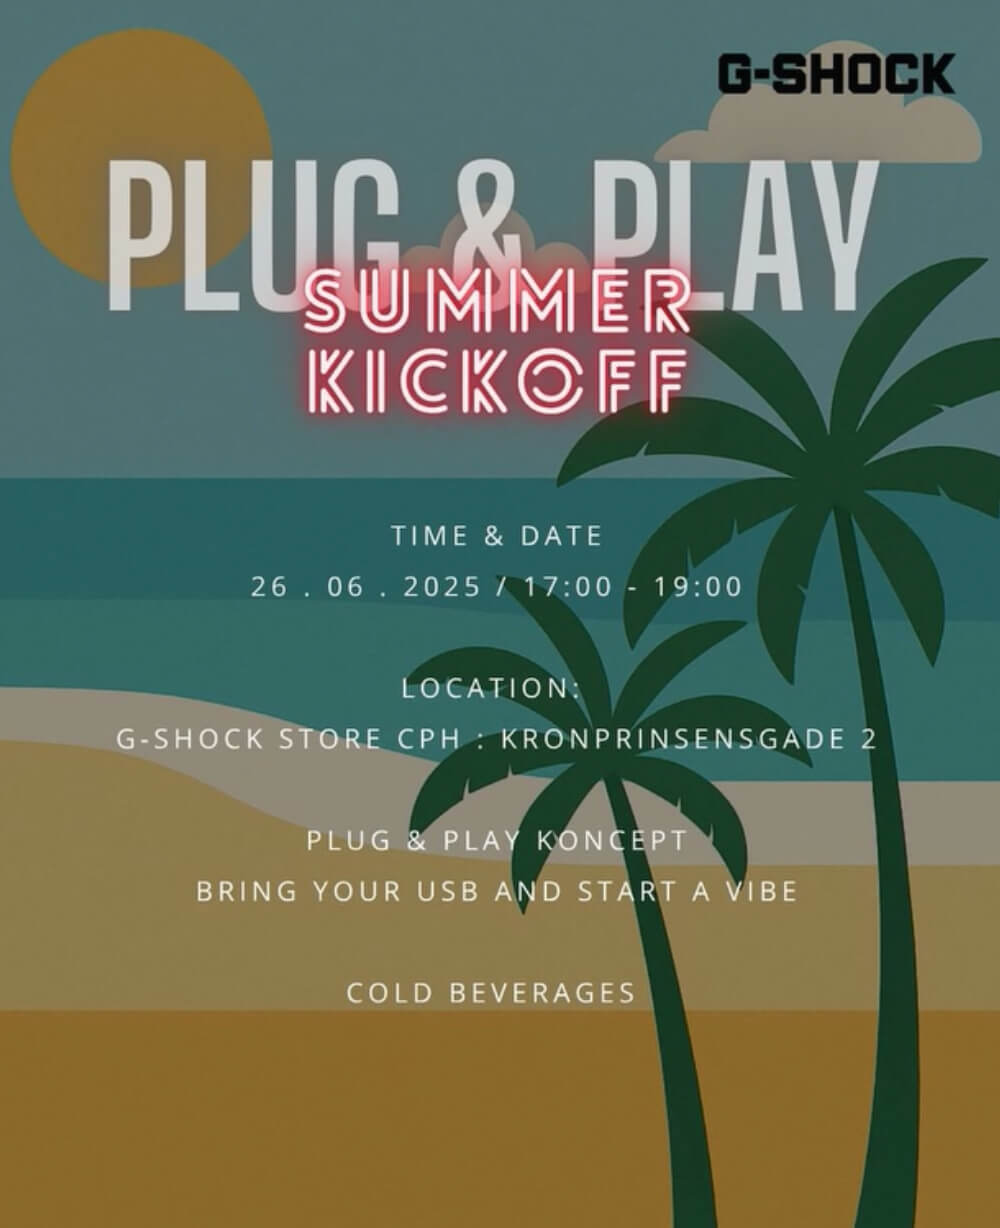 G-SHOCK
PLUG & PLAY
SUMMER
KICKOFF
TIME & DATE
26 . 06 . 2025 / 17:00 - 19:00
LOCATION:
G-SHOCK STORE CPH : KRONPRINSENSGADE 2
PLUG & PLAY KONCEPT
BRING YOUR USB AND START A VIBE
COLD BEVERAGES